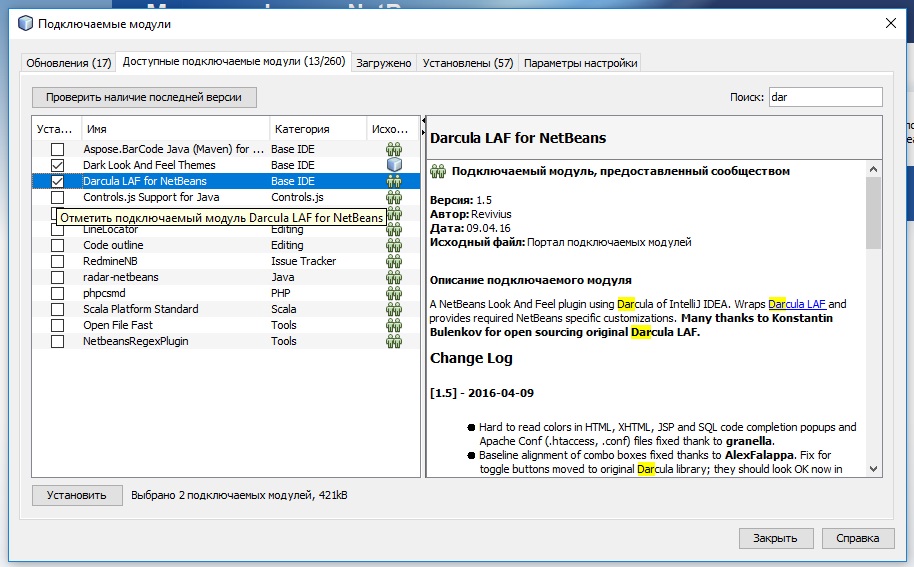 Подключаемые модули
Обновления (17)
Доступные подключаемые модули (13/260)
Загружено
Установлены (57)
Параметры настройки
Проверить наличие последней версии
Поиск: dar
Уста... Имя Категория Исхо...
Aspose.BarCode Java (Maven) for ... Base IDE
Dark Look And Feel Themes Base IDE
Darcula LAF for NetBeans Base IDE
Controls.js Support for Java Controls.js
Отметить подключаемый модуль Darcula LAF for NetBeans
LineLocator Editing
Code outline Editing
RedmineNB Issue Tracker
radar-netbeans Java
phpcsmd PHP
Scala Platform Standard Scala
Open File Fast Tools
NetbeansRegexPlugin Tools
Darcula LAF for NetBeans
Подключаемый модуль, предоставленный сообществом
Версия: 1.5
Автор: Revivius
Дата: 09.04.16
Исходный файл: Портал подключаемых модулей
Описание подключаемого модуля
A NetBeans Look And Feel plugin using Darcula of IntelliJ IDEA. Wraps Darcula LAF and
provides required NetBeans specific customizations. Many thanks to Konstantin
Bulenkov for open sourcing original Darcula LAF.
Change Log
[1.5] - 2016-04-09
Hard to read colors in HTML, XHTML, JSP and SQL code completion popups and
Apache Conf (.htaccess, .conf) files fixed thank to granella.
Baseline alignment of combo boxes fixed thanks to AlexFalappa. Fix for
toggle buttons moved to original Darcula library; they should look OK now in
Установить
Выбрано 2 подключаемых модулей, 421kB
Закрыть
Справка